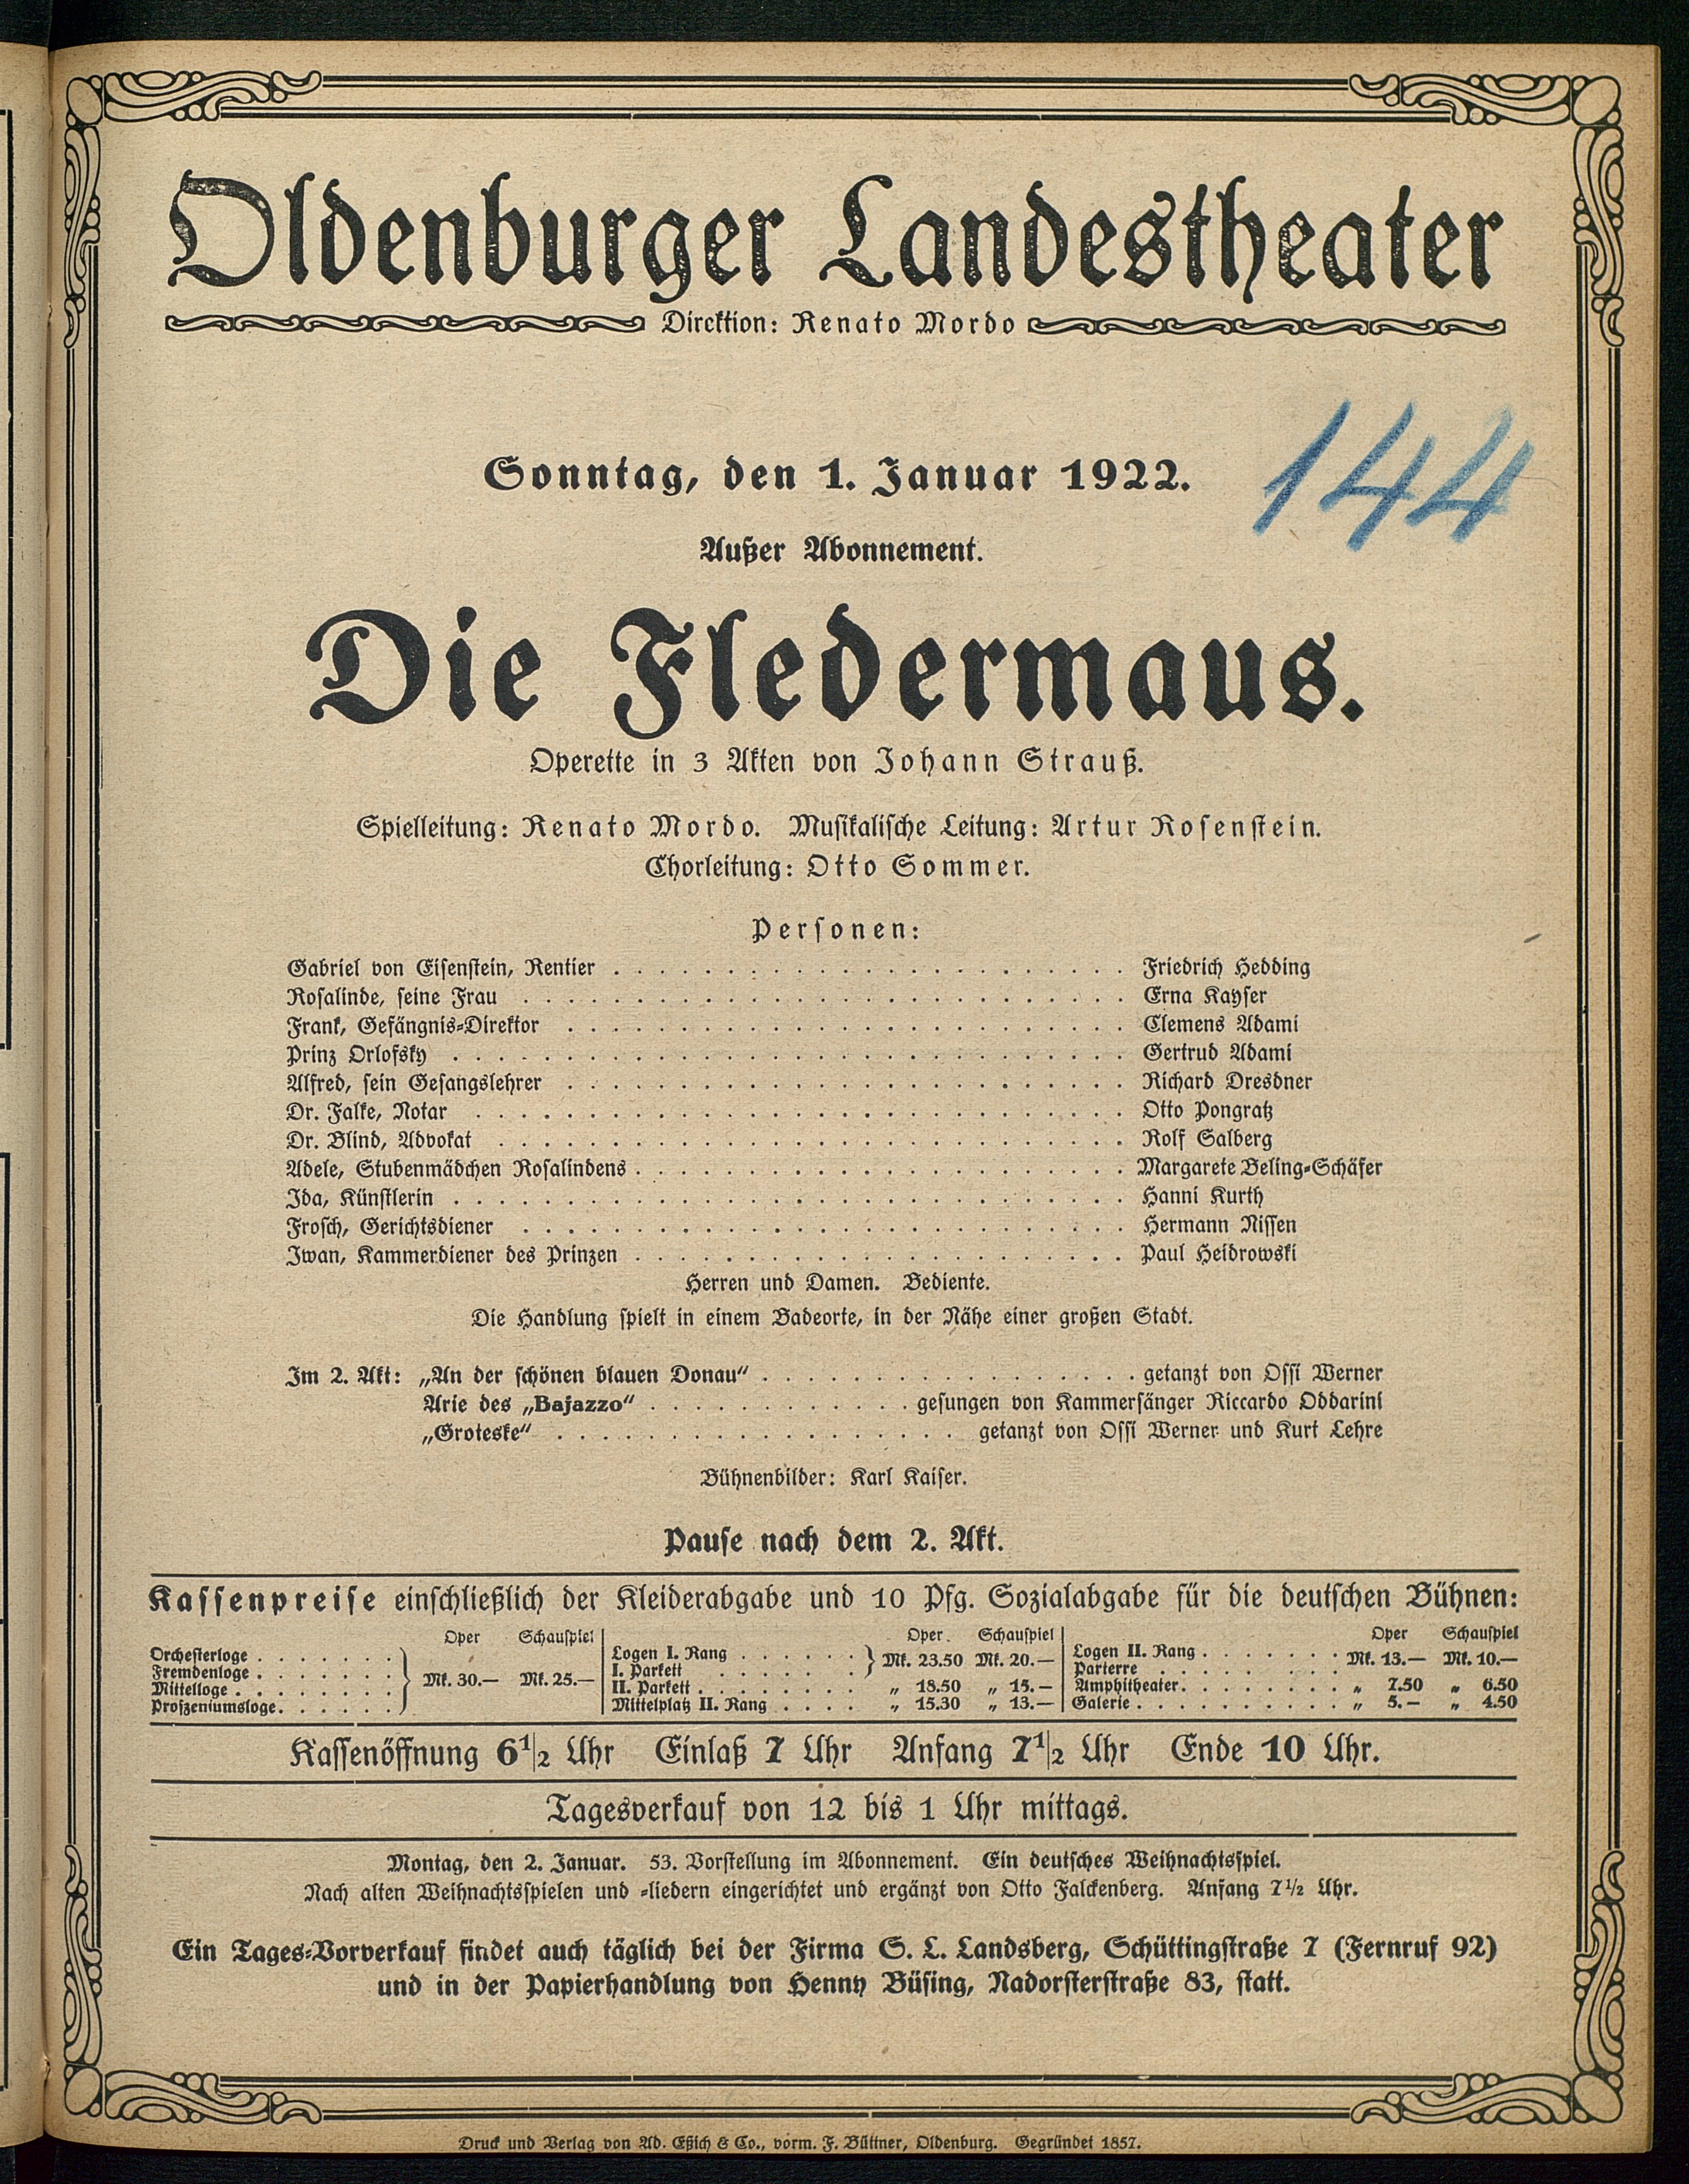 Oldenburger Landestheater
Direktion: Renato Mordo
144
Sonntag, den 1. Januar 1922.
Außer Abonnement.
Die Fledermaus.
Operette in 3 Akten von Johann Strauß.
Spielleitung: Renato Mordo. Musikalische Leitung: Artur Rosenstein.
Chorleitung: Otto Sommer.
Personen:
Gabriel von Eisenstein, Rentier . . . . . Friedrich Hedding
Rosalinde, seine Frau . . . . . Erna Kayser
Frank, Gefängnis-Direktor . . . . . Clemens Adami
Prinz Orlofsky . . . . . Gertrud Adami
Alfred, sein Gesangslehrer . . . . . Richard Dresdner
Dr. Falke, Notar . . . . . Otto Pongratz
Dr. Blind, Advokat . . . . . Rolf Salberg
Adele, Stubenmädchen Rosalindens . . . . . Margarete Beling-Schäfer
Ida, Künstlerin . . . . . Hanni Kurth
Frosch, Gerichtsdiener . . . . . Hermann Nissen
Iwan, Kammerdiener des Prinzen . . . . . Paul Heidrowski
Herren und Damen. Bediente.
Die Handlung spielt in einem Badeorte, in der Nähe einer großen Stadt.
Im 2. Akt: „An der schönen blauen Donau“ . . . . . getanzt von Ossi Werner
Arie des „Bajazzo“ . . . . . gesungen von Kammersänger Riccardo Oddarini
„Groteske“ . . . . . getanzt von Ossi Werner und Kurt Lehre
Bühnenbilder: Karl Kaiser.
Pause nach dem 2. Akt.
Kassenpreise einschließlich der Kleiderabgabe und 10 Pfg. Sozialabgabe für die deutschen Bühnen:
Oper Schauspiel
Orchesterloge . . . . .
Fremdenloge . . . . .
Mittelloge . . . . .
Proszeniumsloge . . . . .
Mk. 30.— Mk. 25.—
Oper. Schauspiel
Logen I. Rang . . . . .
I. Parkett . . . . .
Mk. 23.50 Mk. 20.—
II. Parkett . . . . . „ 18.50 „ 15.—
Mittelplatz II. Rang . . . . „ 15.30 „ 13.—
Oper Schauspiel
Logen II. Rang . . . . .
Parterre . . . . .
Mk. 13.— Mk. 10.—
Amphitheater . . . . . „ 7.50 „ 6.50
Galerie . . . . . „ 5.— „ 4.50
Kassenöffnung 6 1/2 Uhr Einlaß 7 Uhr Anfang 7 1/2 Uhr Ende 10 Uhr.
Tagesverkauf von 12 bis 1 Uhr mittags.
Montag, den 2. Januar. 53. Vorstellung im Abonnement. Ein deutsches Weihnachtsspiel.
Nach alten Weihnachtsspielen und -liedern eingerichtet und ergänzt von Otto Falckenberg. Anfang 7 1/2 Uhr.
Ein Tages-Vorverkauf findet auch täglich bei der Firma S. L. Landsberg, Schüttingstraße 7 (Fernruf 92)
und in der Papierhandlung von Henny Büsing, Nadorsterstraße 83, statt.
Druck und Verlag von Ad. Eßich & Co., vorm. F. Büttner, Oldenburg. Gegründet 1857.